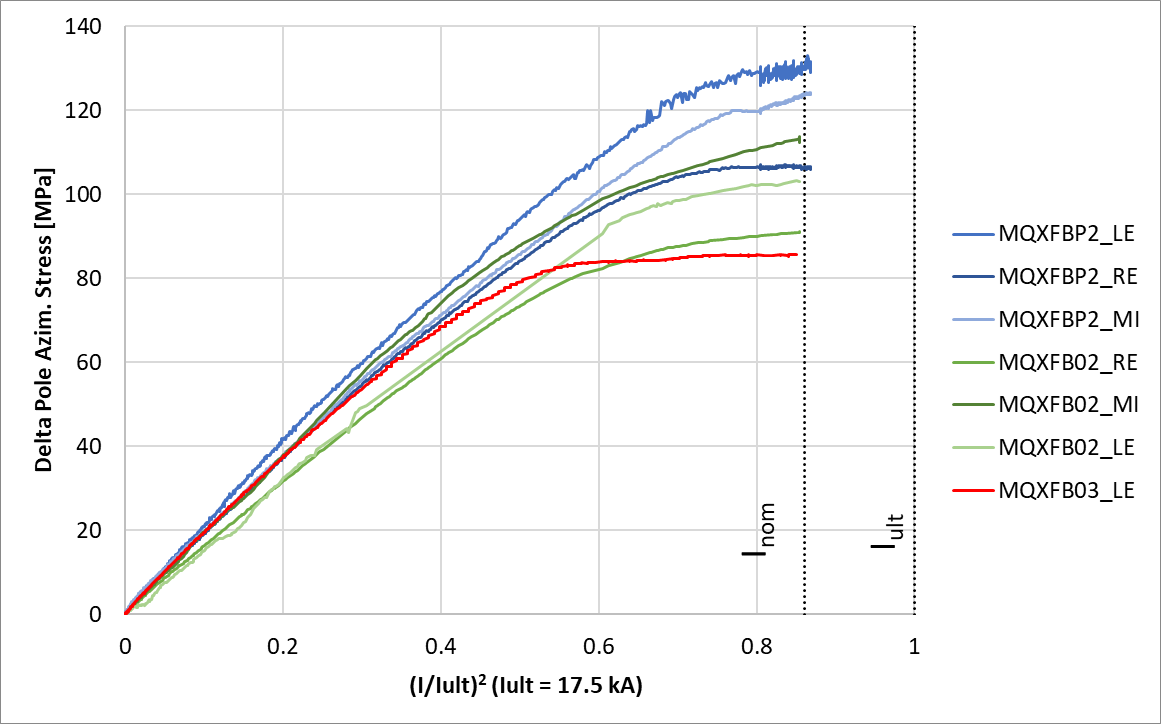 Delta Pole Azim. Stress [MPa]
140
120
100
80
60
40
20
0
0 0.2 0.4 0.6 0.8 1
(I/Iult)² (Iult = 17.5 kA)
Inom
Iult
MQXFBP2_LE
MQXFBP2_RE
MQXFBP2_MI
MQXFB02_RE
MQXFB02_MI
MQXFB02_LE
MQXFB03_LE